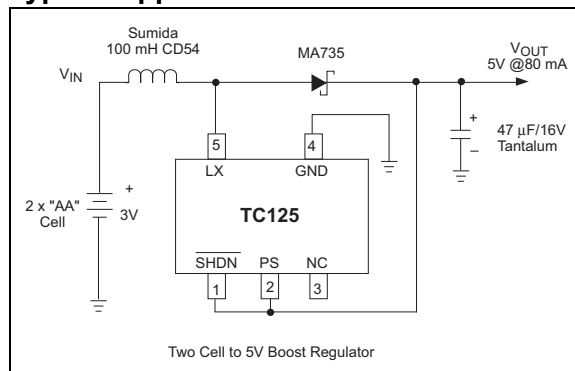 Sumida
100 mH CD54
MA735
VOUT
5V @80 mA
VIN
+
47 μF/16V
Tantalum
–
5
4
LX
GND
2 x "AA"
Cell
+
3V
TC125
SHDN
PS
NC
1
2
3
Two Cell to 5V Boost Regulator